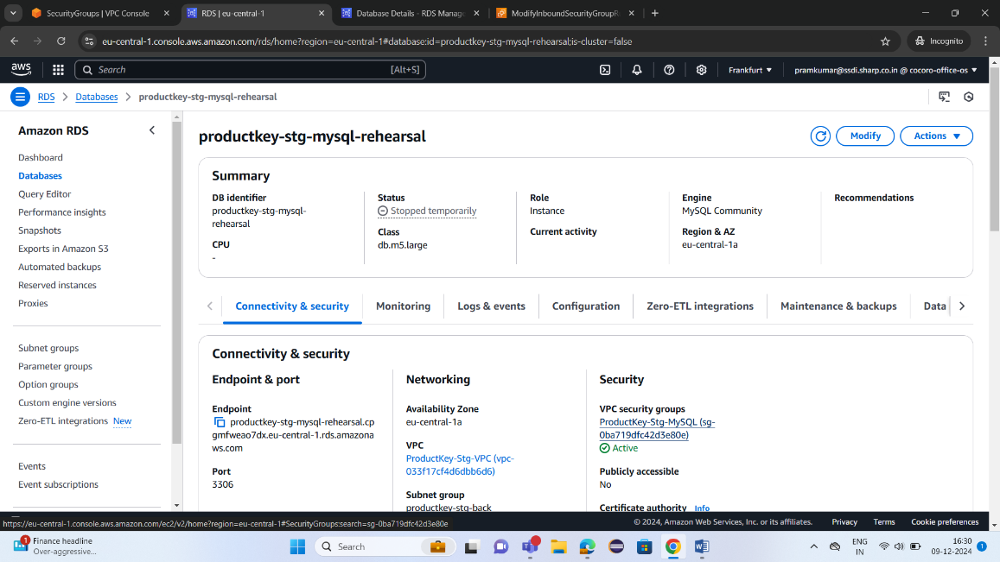 SecurityGroups | VPC Console
RDS | eu-central-1
Database Details - RDS Manag
ModifyInboundSecurityGroupR
eu-central-1.console.aws.amazon.com/rds/home?region=eu-central-1#database:id=productkey-stg-mysql-rehearsal;is-cluster=false
Incognito
aws
Search
[Alt+S]
Frankfurt
pramkumar@ssdi.sharp.co.in @ cocoro-office-os
RDS
Databases
productkey-stg-mysql-rehearsal
Amazon RDS
Dashboard
Databases
Query Editor
Performance insights
Snapshots
Exports in Amazon S3
Automated backups
Reserved instances
Proxies
Subnet groups
Parameter groups
Option groups
Custom engine versions
Zero-ETL integrations New
Events
Event subscriptions
productkey-stg-mysql-rehearsal
Modify
Actions
Summary
DB identifier
productkey-stg-mysql-
rehearsal
CPU
-
Status
Stopped temporarily
Class
db.m5.large
Role
Instance
Current activity
Engine
MySQL Community
Region & AZ
eu-central-1a
Recommendations
Connectivity & security
Monitoring
Logs & events
Configuration
Zero-ETL integrations
Maintenance & backups
Data
Connectivity & security
Endpoint & port
Endpoint
productkey-stg-mysql-rehearsal.cp
gmfweao7dx.eu-central-1.rds.amazona
ws.com
Port
3306
Networking
Availability Zone
eu-central-1a
VPC
ProductKey-Stg-VPC (vpc-
033f17cf4d6dbb6d6)
Subnet group
productkey-stg-back
Security
VPC security groups
ProductKey-Stg-MySQL (sg-
0ba719dfc42d3e80e)
Active
Publicly accessible
No
Certificate authority Info
https://eu-central-1.console.aws.amazon.com/ec2/v2/home?region=eu-central-1#SecurityGroups:search=sg-0ba719dfc42d3e80e
© 2024, Amazon Web Services, Inc. or its affiliates.
Privacy
Terms
Cookie preferences
1
Finance headline
Over-aggressive...
Search
ENG
IN
16:30
09-12-2024
1